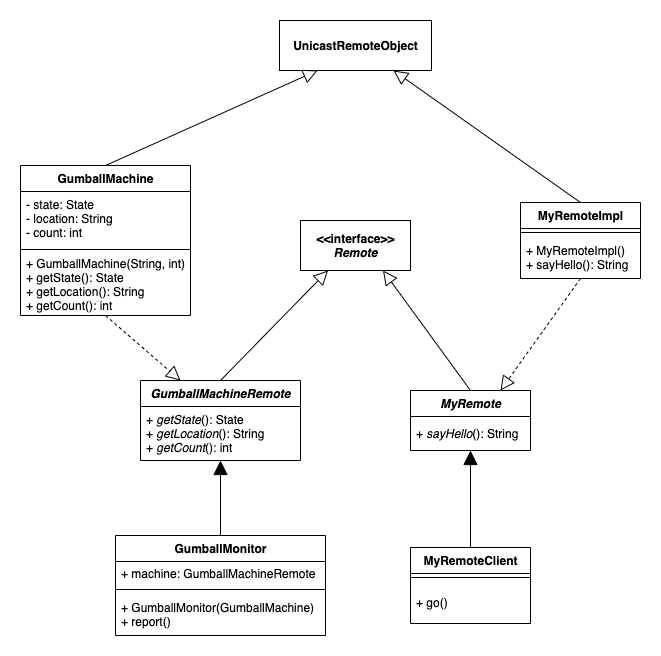 UnicastRemoteObject
GumballMachine
- state: State
- location: String
- count: int
+ GumballMachine(String, int)
+ getState(): State
+ getLocation(): String
+ getCount(): int
<<interface>>
Remote
MyRemoteImpl
+ MyRemoteImpl()
+ sayHello(): String
GumballMachineRemote
+ getState(): State
+ getLocation(): String
+ getCount(): int
MyRemote
+ sayHello(): String
GumballMonitor
+ machine: GumballMachineRemote
+ GumballMonitor(GumballMachine)
+ report()
MyRemoteClient
+ go()